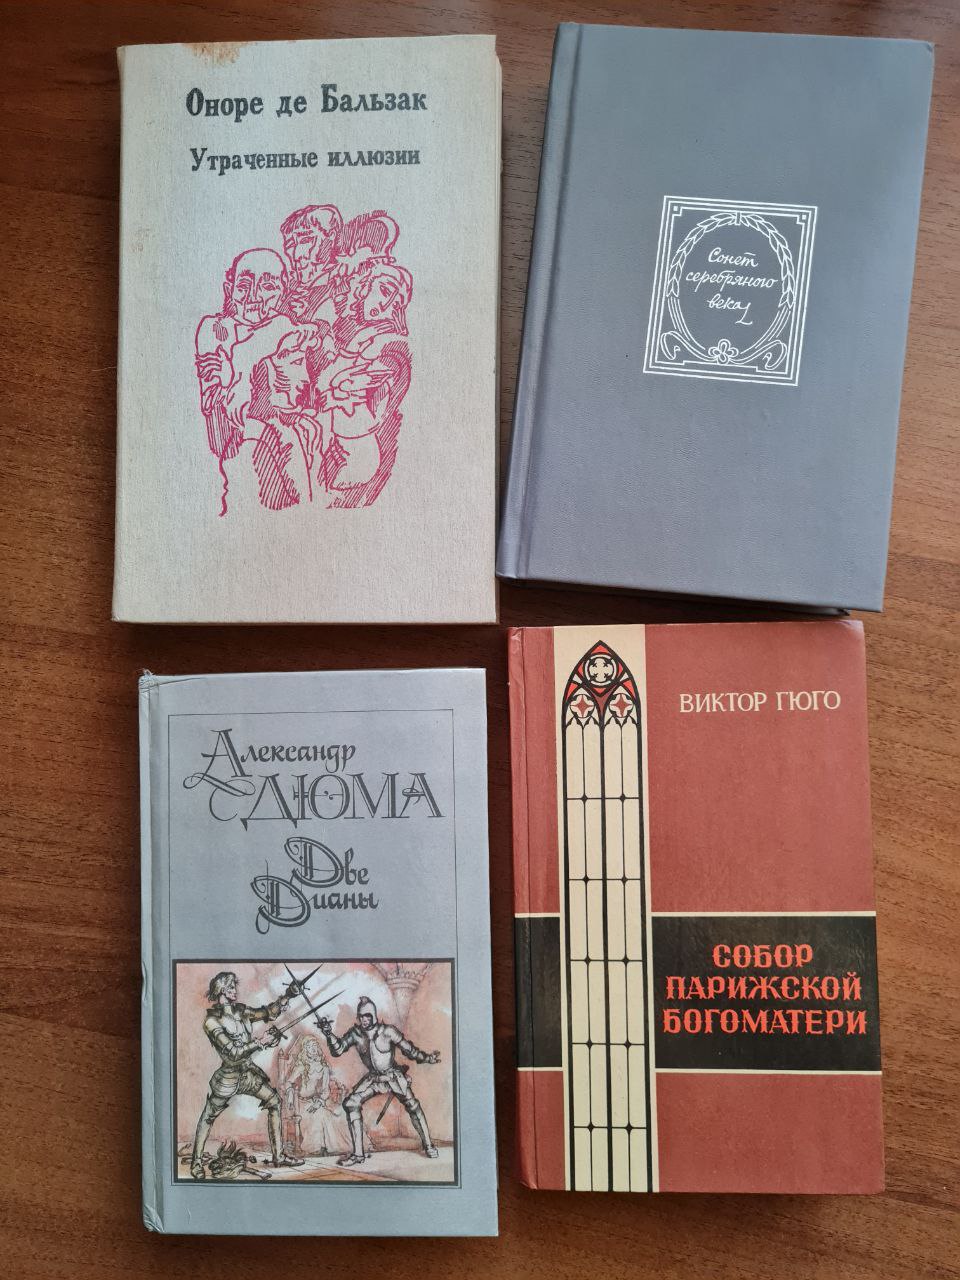 Оноре де Бальзак
Утраченные иллюзии
Сонет
серебряного
века
Александр
ДЮМА
Две
Дианы
ВИКТОР ГЮГО
СОБОР
ПАРИЖСКОЙ
БОГОМАТЕРИ